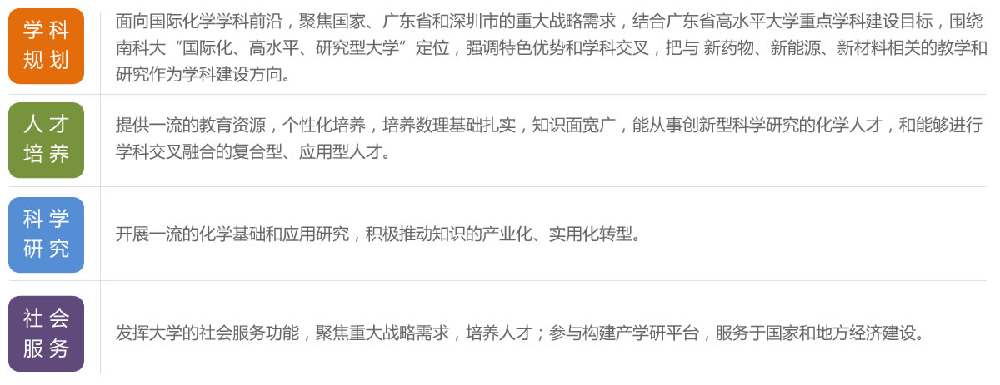 学科
规划
面向国际化学学科前沿，聚焦国家、广东省和深圳市的重大战略需求，结合广东省高水平大学重点学科建设目标，围绕
南科大“国际化、高水平、研究型大学”定位，强调特色优势和学科交叉，把与 新药物、新能源、新材料相关的教学和
研究作为学科建设方向。
人才
培养
提供一流的教育资源，个性化培养，培养数理基础扎实，知识面宽广，能从事创新型科学研究的化学人才，和能够进行
学科交叉融合的复合型、应用型人才。
科学
研究
开展一流的化学基础和应用研究，积极推动知识的产业化、实用化转型。
社会
服务
发挥大学的社会服务功能，聚焦重大战略需求，培养人才；参与构建产学研平台，服务于国家和地方经济建设。